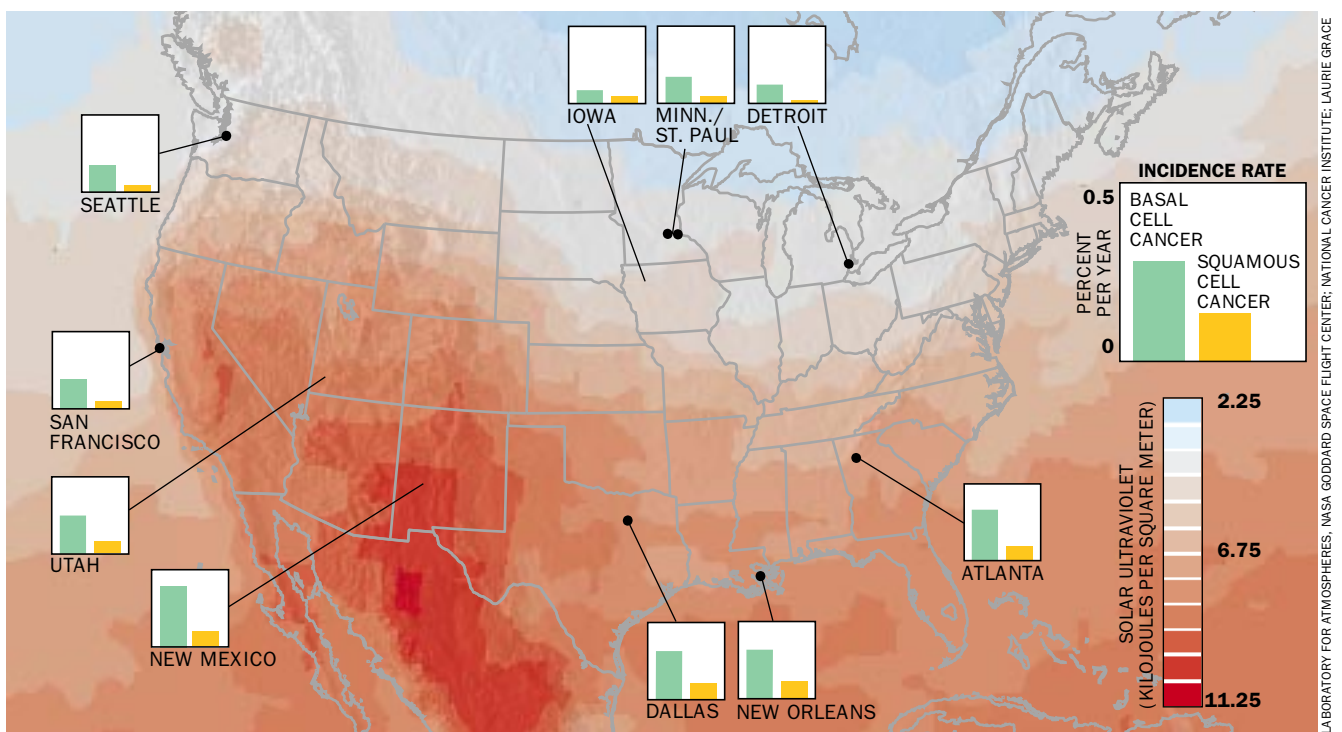 IOWA
MINN./
ST. PAUL
DETROIT
SEATTLE
INCIDENCE RATE
0.5
PERCENT
PER YEAR
0
BASAL
CELL
CANCER
SQUAMOUS
CELL
CANCER
SAN
FRANCISCO
UTAH
NEW MEXICO
DALLAS
NEW ORLEANS
ATLANTA
SOLAR ULTRAVIOLET
(KILOJOULES PER SQUARE METER)
2.25
6.75
11.25
LABORATORY FOR ATMOSPHERES, NASA GODDARD SPACE FLIGHT CENTER; NATIONAL CANCER INSTITUTE; LAURIE GRACE